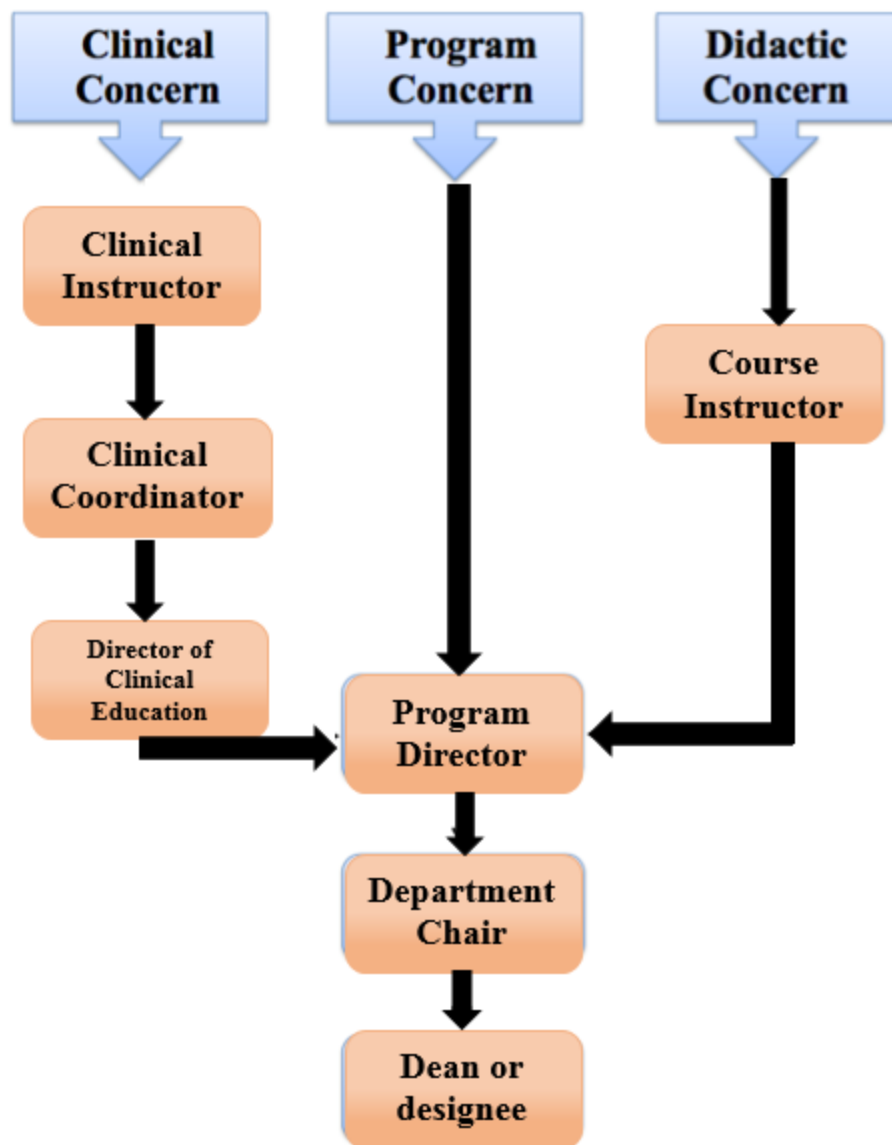 Clinical
Concern
Program
Concern
Didactic
Concern
Clinical
Instructor
Course
Instructor
Clinical
Coordinator
Director of
Clinical
Education
Program
Director
Department
Chair
Dean or
designee